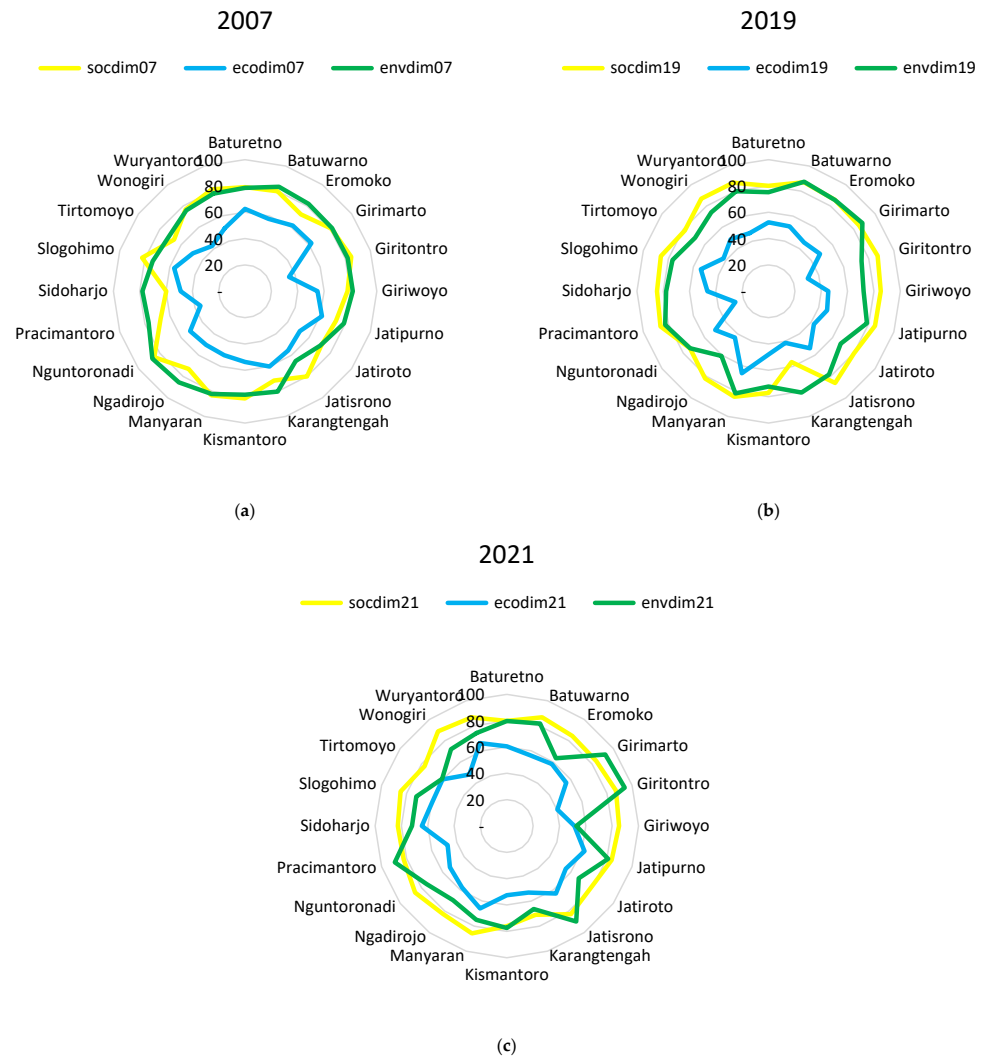 2007
socdim07 ecodim07 envdim07
Baturetno
Batuwarno
Eromoko
Girimarto
Giritontro
Giriwoyo
Jatipurno
Jatiroto
Jatisrono
Karangtengah
Kismantoro
Manyaran
Ngadirojo
Nguntoronadi
Pracimantoro
Sidoharjo
Slogohimo
Tirtomoyo
Wonogiri
Wuryantoro
100
80
60
40
20
-
(a)
2019
socdim19 ecodim19 envdim19
Baturetno
Batuwarno
Eromoko
Girimarto
Giritontro
Giriwoyo
Jatipurno
Jatiroto
Jatisrono
Karangtengah
Kismantoro
Manyaran
Ngadirojo
Nguntoronadi
Pracimantoro
Sidoharjo
Slogohimo
Tirtomoyo
Wonogiri
Wuryantoro
100
80
60
40
20
-
(b)
2021
socdim21 ecodim21 envdim21
Baturetno
Batuwarno
Eromoko
Girimarto
Giritontro
Giriwoyo
Jatipurno
Jatiroto
Jatisrono
Karangtengah
Kismantoro
Manyaran
Ngadirojo
Nguntoronadi
Pracimantoro
Sidoharjo
Slogohimo
Tirtomoyo
Wonogiri
Wuryantoro
100
80
60
40
20
-
(c)